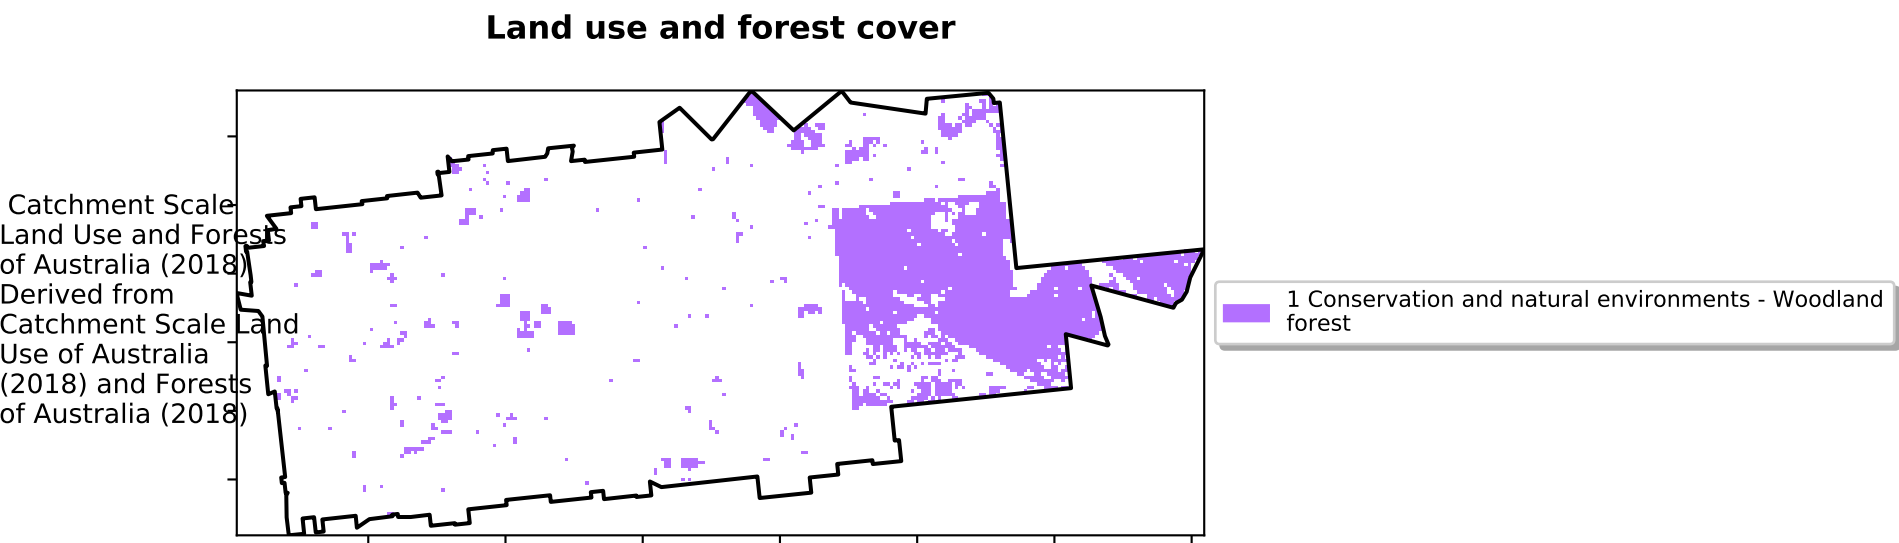 Land use and forest cover
Catchment Scale
Land Use and Forests
of Australia (2018)
Derived from
Catchment Scale Land
Use of Australia
(2018) and Forests
of Australia (2018)
1 Conservation and natural environments - Woodland
forest